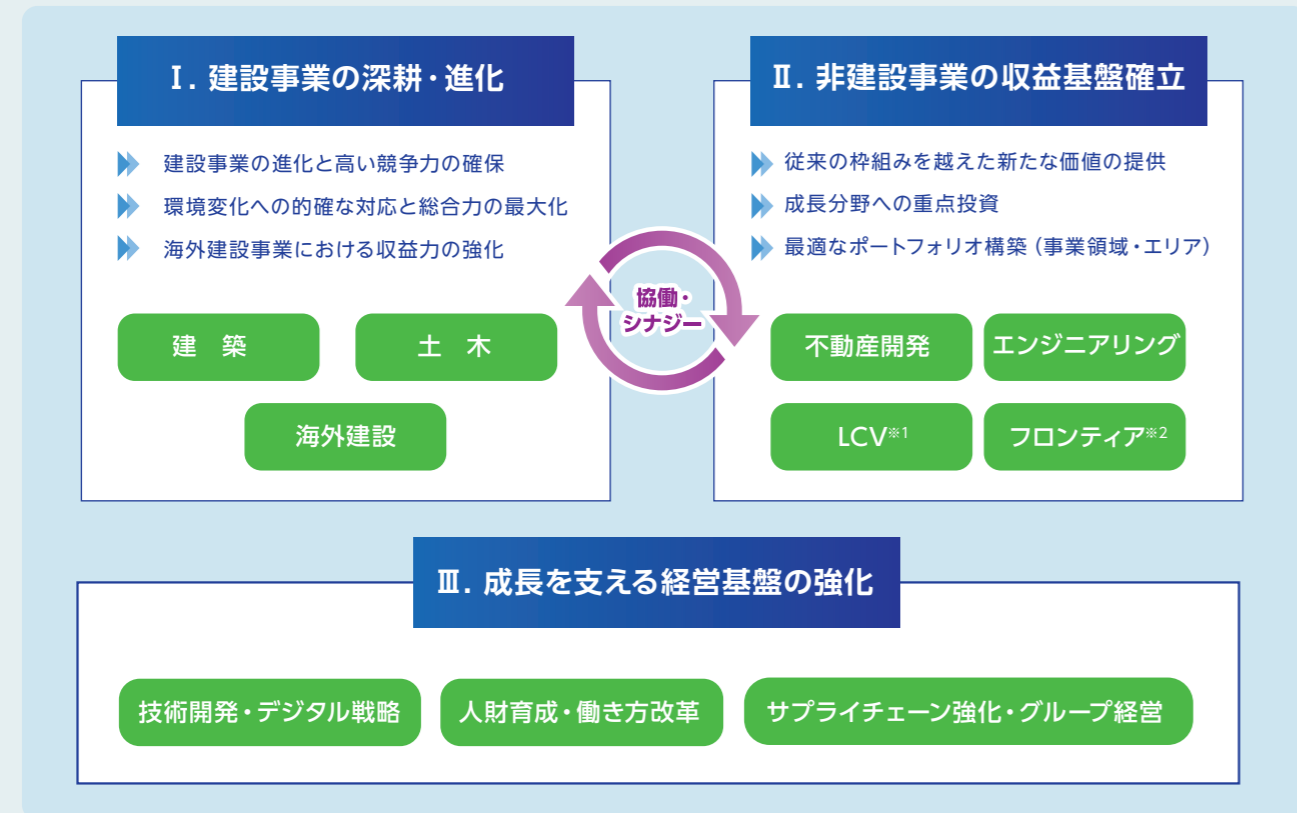 Ⅰ. 建設事業の深耕・進化
建設事業の進化と高い競争力の確保
環境変化への的確な対応と総合力の最大化
海外建設事業における収益力の強化
建　築
土　木
海外建設
協働・
シナジー
Ⅱ. 非建設事業の収益基盤確立
従来の枠組みを越えた新たな価値の提供
成長分野への重点投資
最適なポートフォリオ構築（事業領域・エリア）
不動産開発
エンジニアリング
LCV※1
フロンティア※2
Ⅲ. 成長を支える経営基盤の強化
技術開発・デジタル戦略
人財育成・働き方改革
サプライチェーン強化・グループ経営